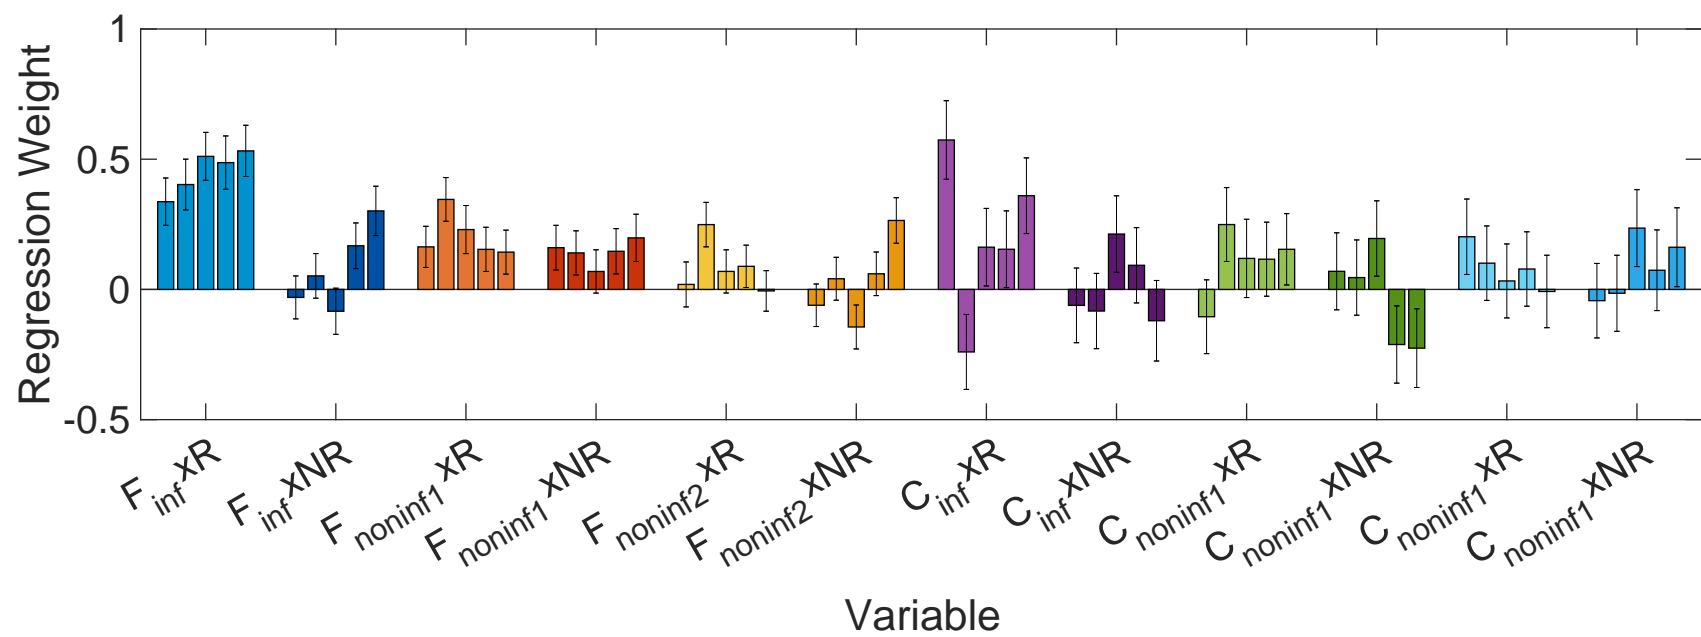 Regression Weight
1
0.5
0
-0.5
F inf xR
F inf xNR
F noninf1 xR
F noninf1 xNR
F noninf2 xR
F noninf2 xNR
C inf xR
C inf xNR
C noninf1 xR
C noninf1 xNR
C noninf1 xR
C noninf1 xNR
Variable